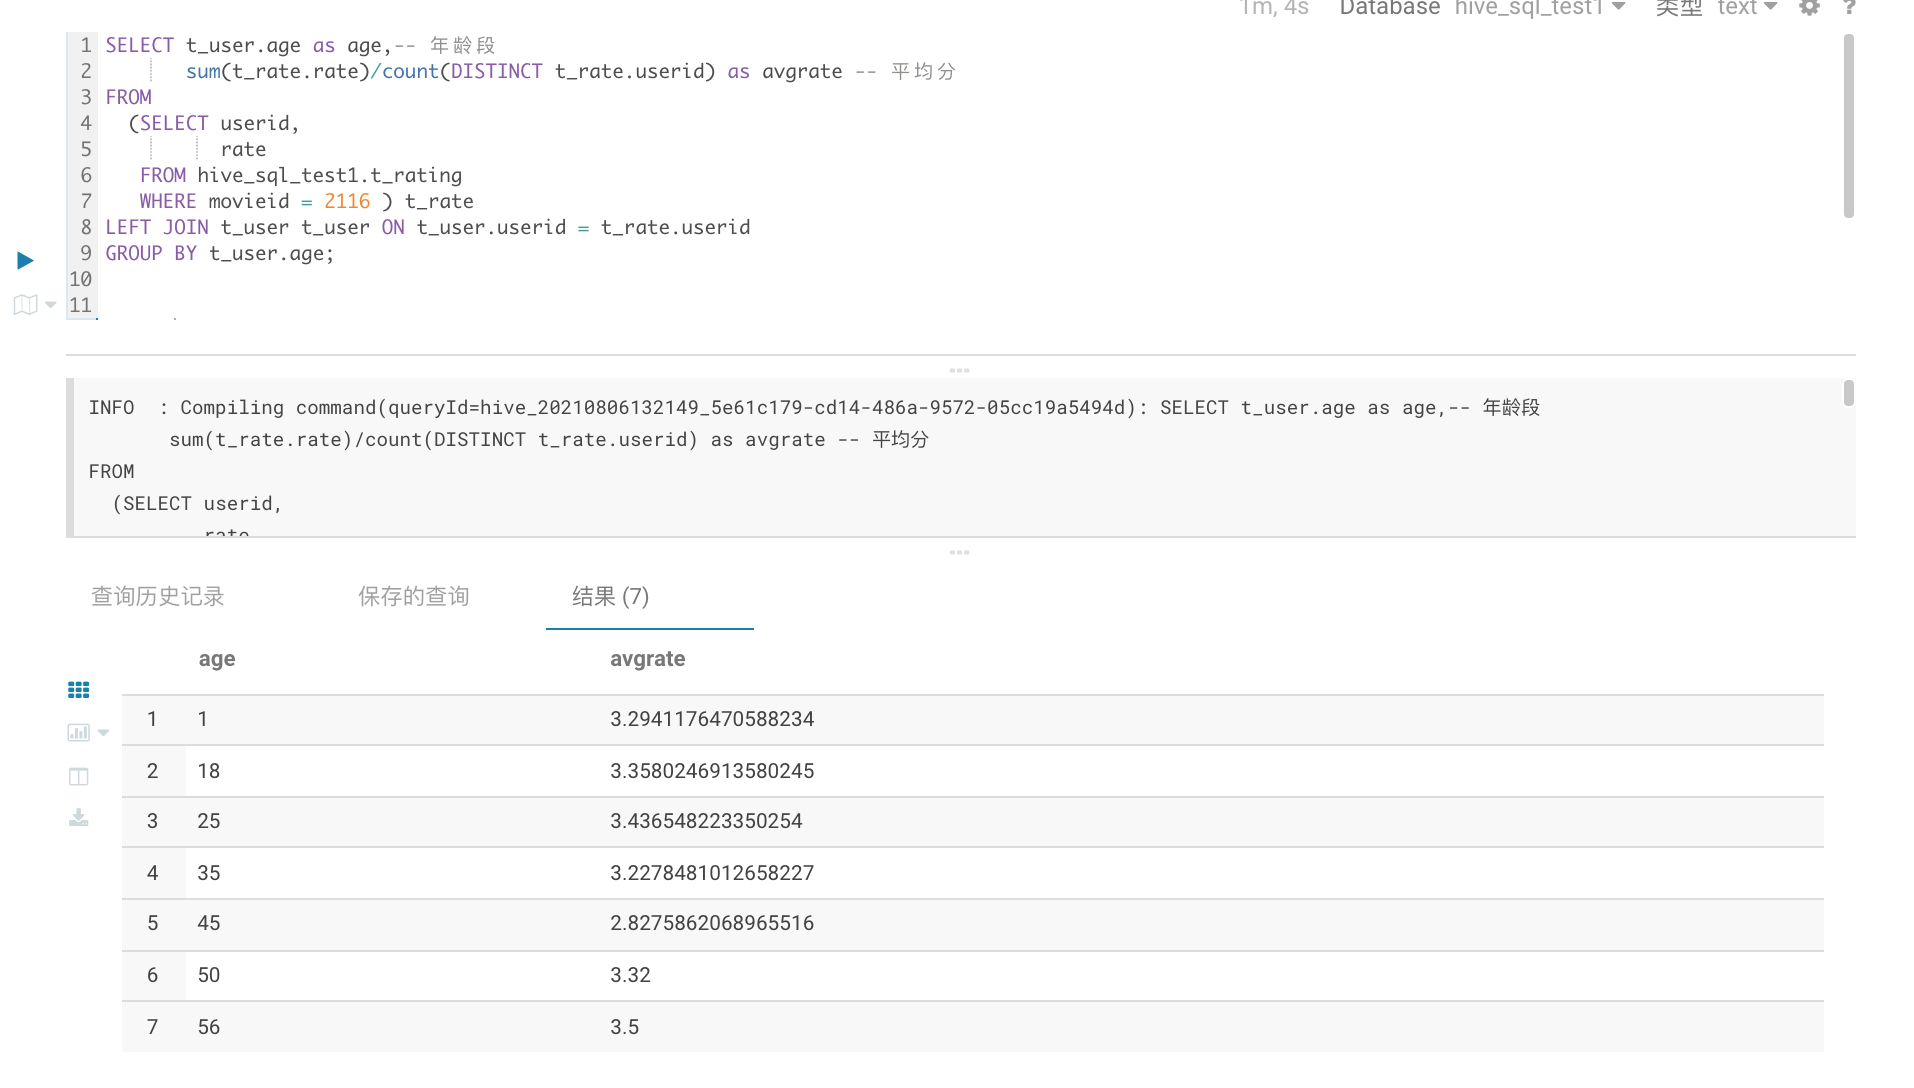 1m, 4s Database hive_sql_test1 类型 text ?
1 SELECT t_user.age as age,-- 年龄段
2 sum(t_rate.rate)/count(DISTINCT t_rate.userid) as avgrate -- 平均分
3 FROM
4 (SELECT userid,
5 rate
6 FROM hive_sql_test1.t_rating
7 WHERE movieid = 2116 ) t_rate
8 LEFT JOIN t_user t_user ON t_user.userid = t_rate.userid
9 GROUP BY t_user.age;
10
11
INFO : Compiling command(queryId=hive_20210806132149_5e61c179-cd14-486a-9572-05cc19a5494d): SELECT t_user.age as age,-- 年龄段
sum(t_rate.rate)/count(DISTINCT t_rate.userid) as avgrate -- 平均分
FROM
(SELECT userid,
rate
查询历史记录 保存的查询 结果 (7)
age avgrate
1 1 3.2941176470588234
2 18 3.3580246913580245
3 25 3.436548223350254
4 35 3.2278481012658227
5 45 2.8275862068965516
6 50 3.32
7 56 3.5